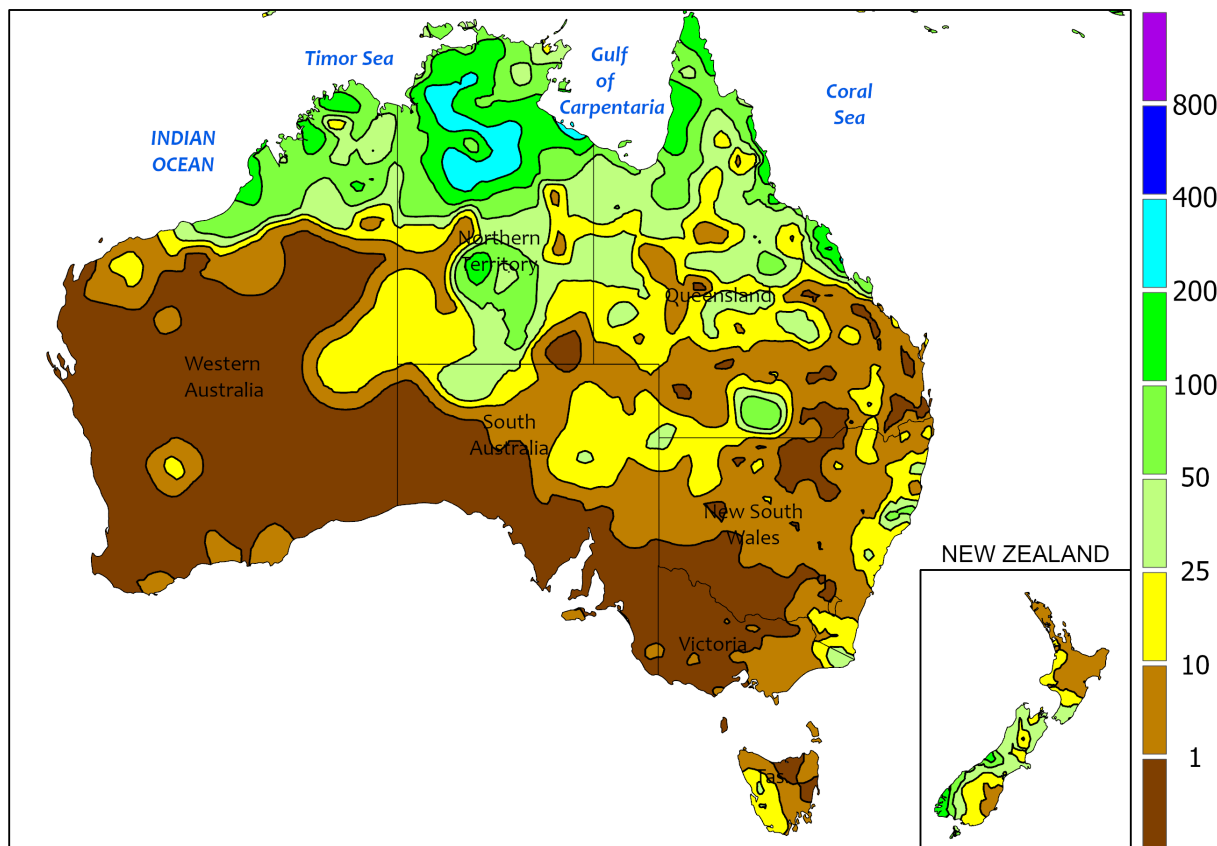 Timor Sea
Gulf
of
Carpentaria
Coral
Sea
INDIAN
OCEAN
Northern
Territory
Queensland
Western
Australia
South
Australia
New South
Wales
Victoria
Tas.
NEW ZEALAND
800
400
200
100
50
25
10
1